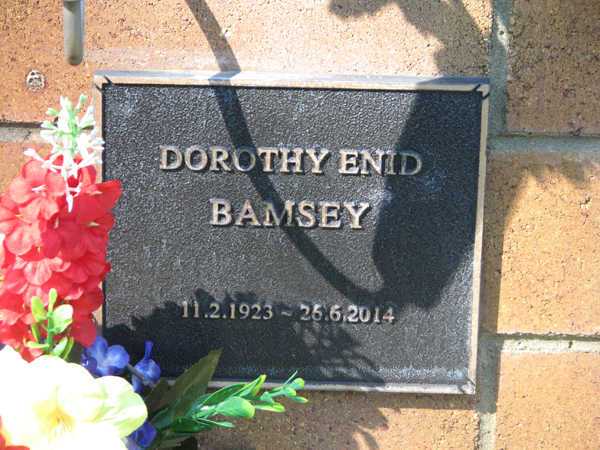 DOROTHY ENID
BAMSEY
11.2.1923 ~ 26.6.2014